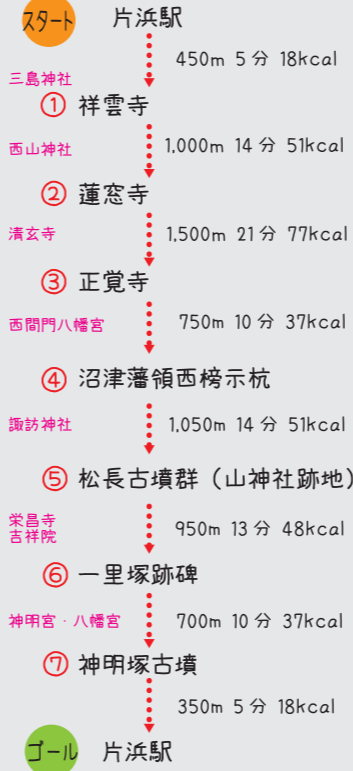 スタート 片浜駅
450m 5分 18kcal
三島神社
① 祥雲寺
西山神社 1,000m 14分 51kcal
② 蓮窓寺
清玄寺 1,500m 21分 77kcal
③ 正覚寺
西間門八幡宮 750m 10分 37kcal
④ 沼津藩領西榜示杭
諏訪神社 1,050m 14分 51kcal
⑤ 松長古墳群（山神社跡地）
栄昌寺
吉祥院 950m 13分 48kcal
⑥ 一里塚跡碑
神明宮・八幡宮 700m 10分 37kcal
⑦ 神明塚古墳
350m 5分 18kcal
ゴール 片浜駅